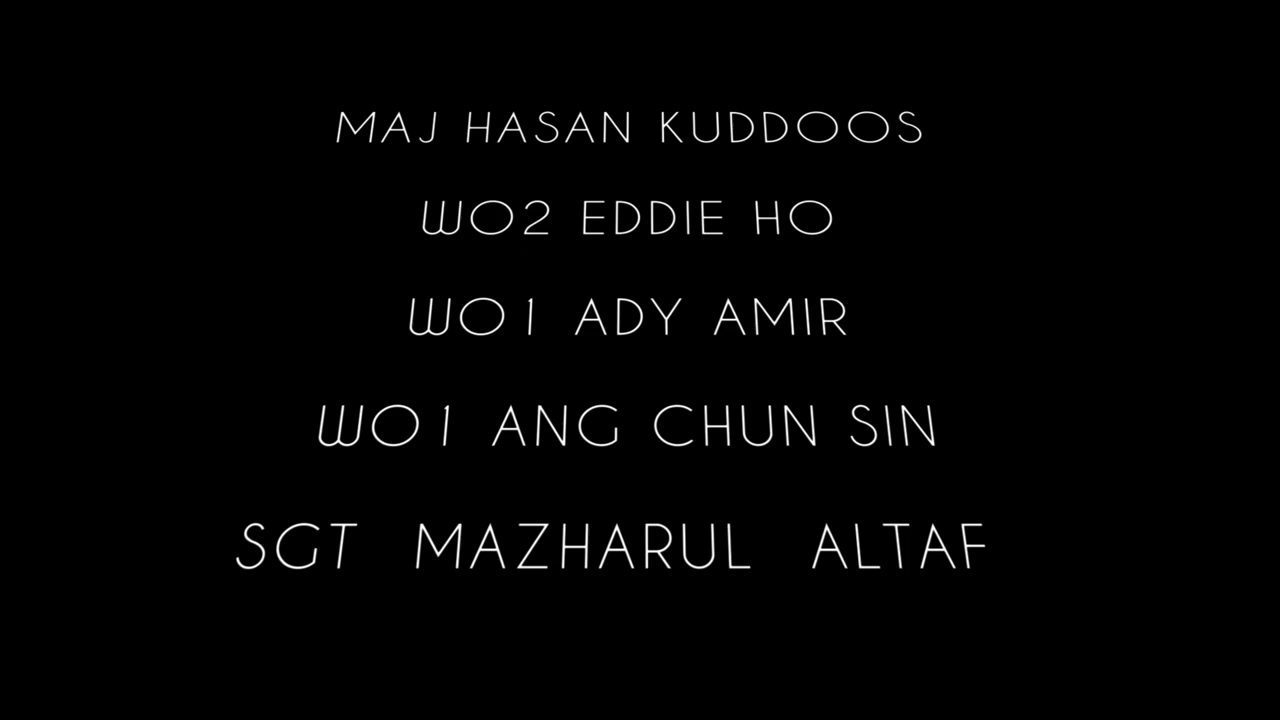 MAJ HASAN KUDDOOS
WO2 EDDIE HO
WO1 ADY AMIR
WO1 ANG CHUN SIN
SGT MAZHARUL ALTAF